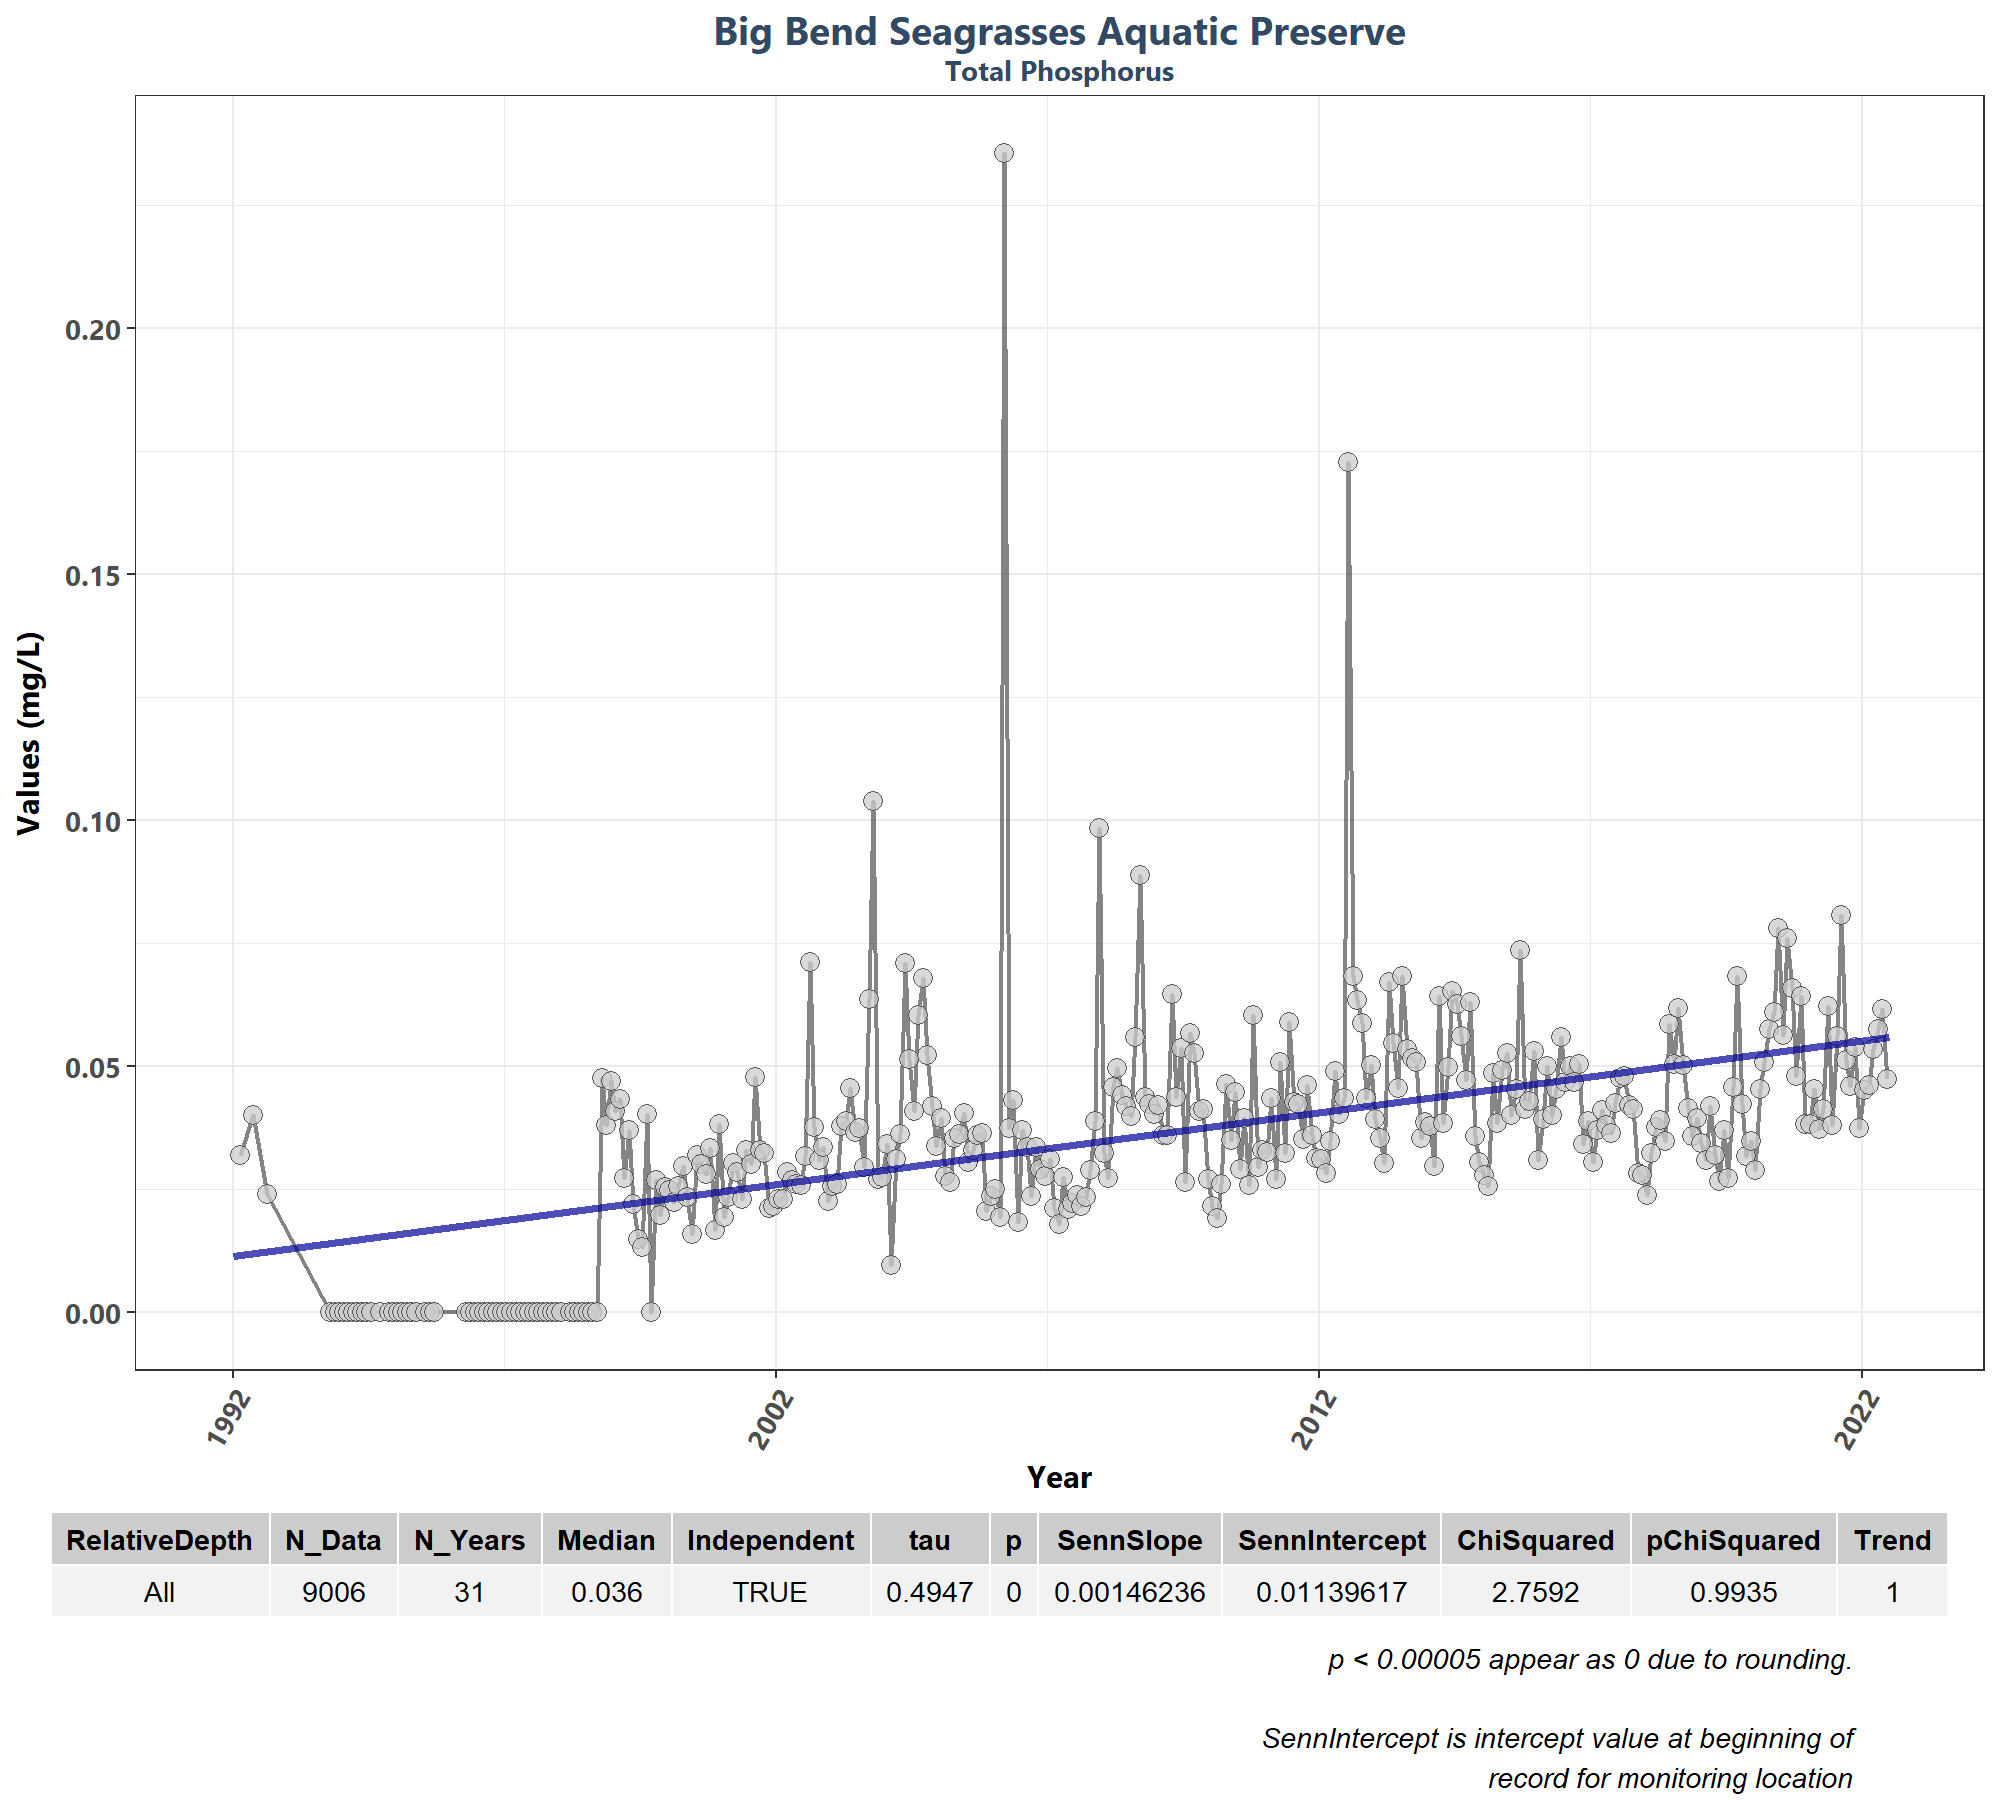 Big Bend Seagrasses Aquatic Preserve
Total Phosphorus
Values (mg/L)
0.20
0.15
0.10
0.05
0.00
1992 2002 2012 2022
Year
RelativeDepth N_Data N_Years Median Independent tau p SennSlope SennIntercept ChiSquared pChiSquared Trend
All 9006 31 0.036 TRUE 0.4947 0 0.00146236 0.01139617 2.7592 0.9935 1
p < 0.00005 appear as 0 due to rounding.
SennIntercept is intercept value at beginning of
record for monitoring location